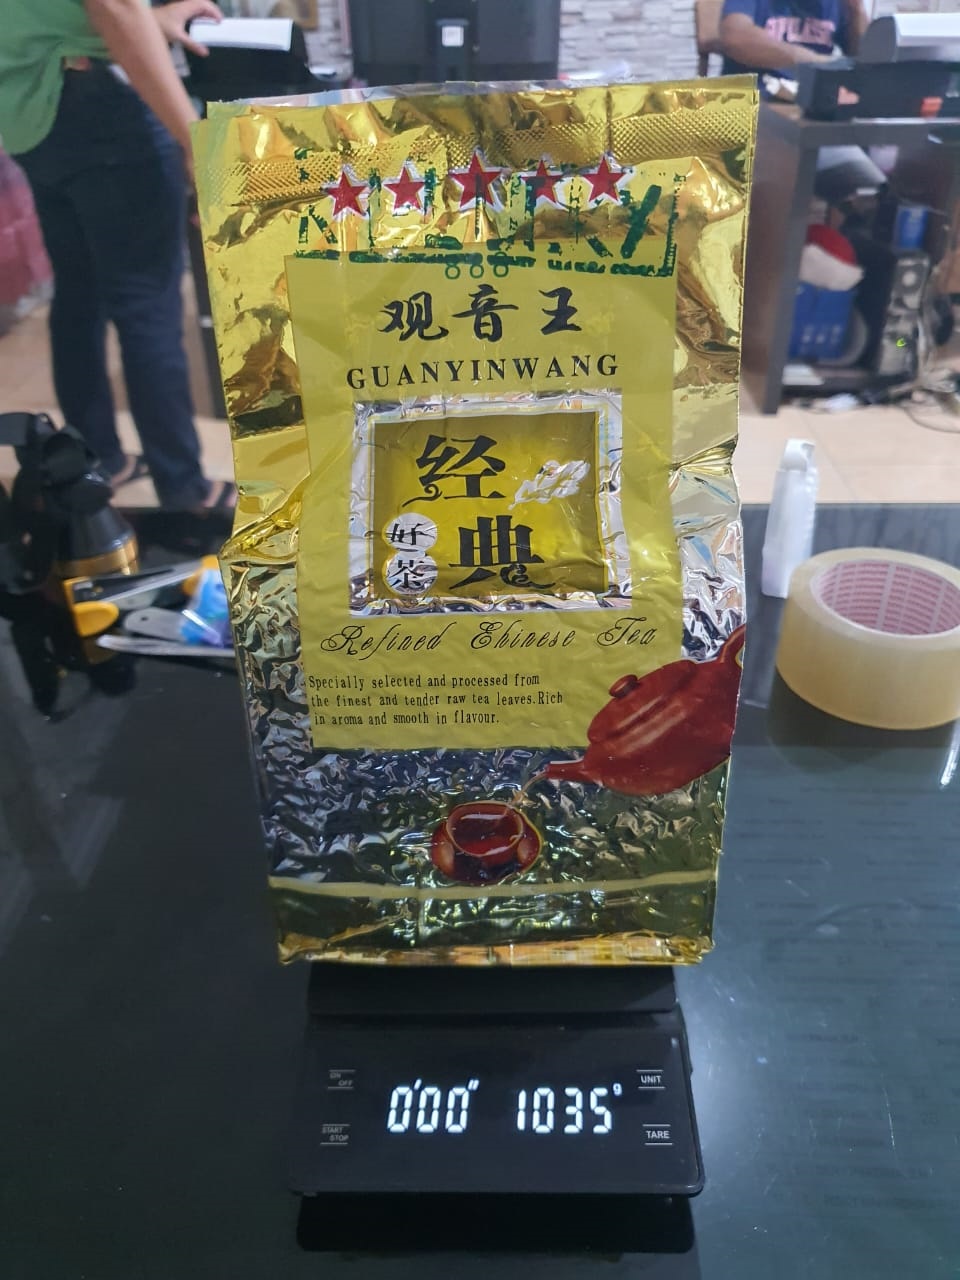 观音王
GUANYINWANG
经典
好茶
Refined Chinese Tea
Specially selected and processed from
the finest and tender raw tea leaves.Rich
in aroma and smooth in flavour.
ON
OFF
0'00" 1035 g
UNIT
START
STOP
TARE